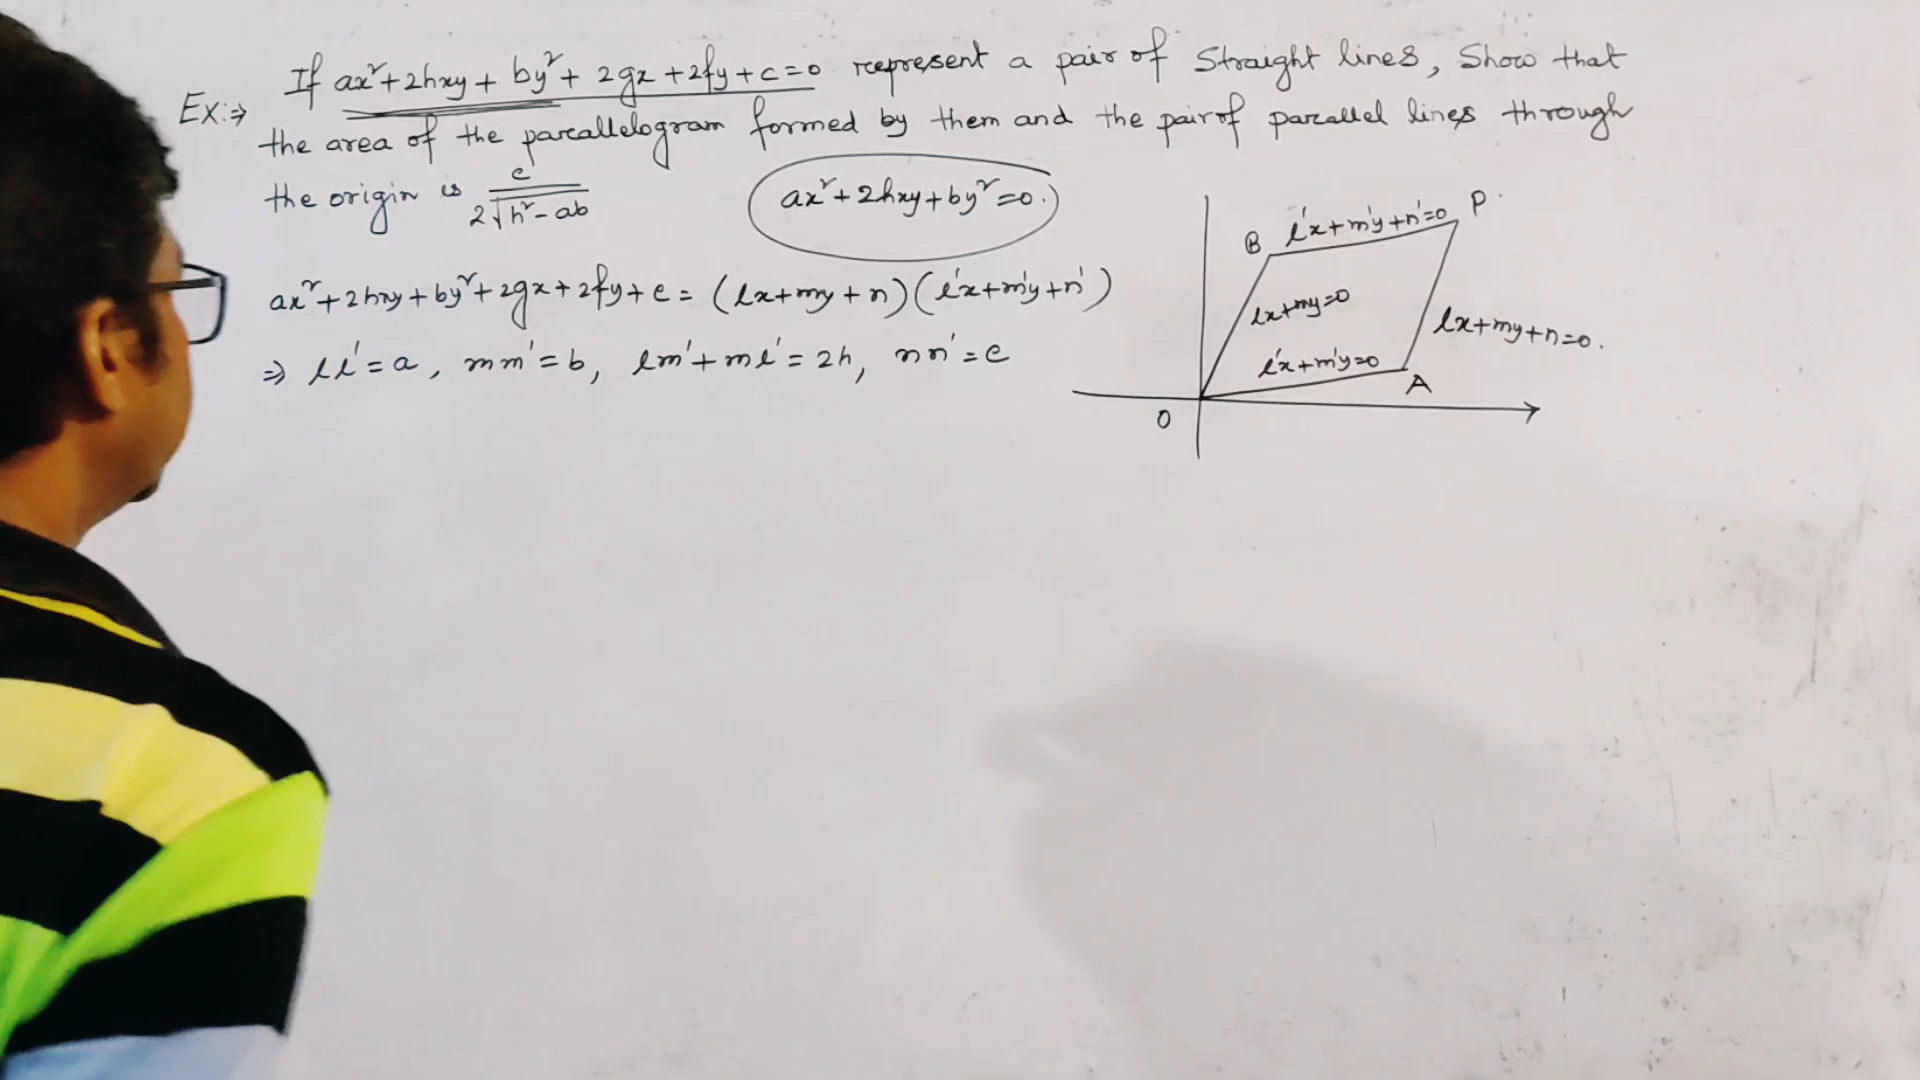 Ex:⇒ If ax²+2hxy+by²+2gx+2fy+c=0 represent a pair of Straight lines, Show that
the area of the parallelogram formed by them and the pair of parallel lines through
the origin is c/2√h²-ab
ax²+2hxy+by²=0.
ax²+2hxy+by²+2gx+2fy+c = (lx+my+n)(l'x+m'y+n')
⇒ ll'=a, mm'=b, lm'+ml'=2h, nn'=c
P.
B l'x+m'y+n'=0
lx+my=0
lx+my+n=0.
l'x+m'y=0
A
O